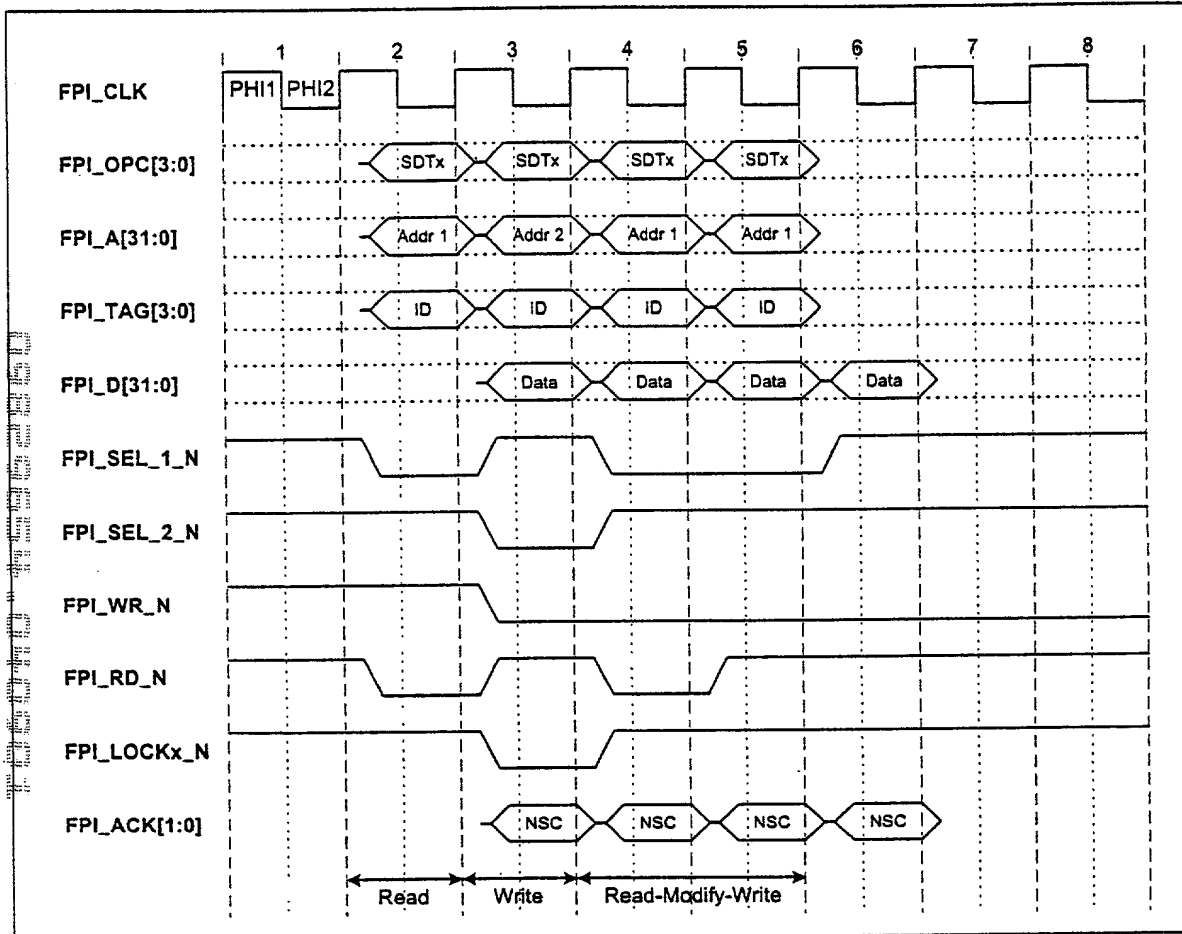 1 2 3 4 5 6 7 8
FPI_CLK PHI1 PHI2
FPI_OPC[3:0] SDTx SDTx SDTx SDTx
FPI_A[31:0] Addr 1 Addr 2 Addr 1 Addr 1
FPI_TAG[3:0] ID ID ID ID
FPI_D[31:0] Data Data Data Data
FPI_SEL_1_N
FPI_SEL_2_N
FPI_WR_N
FPI_RD_N
FPI_LOCKx_N
FPI_ACK[1:0] NSC NSC NSC NSC
Read Write Read-Modify-Write